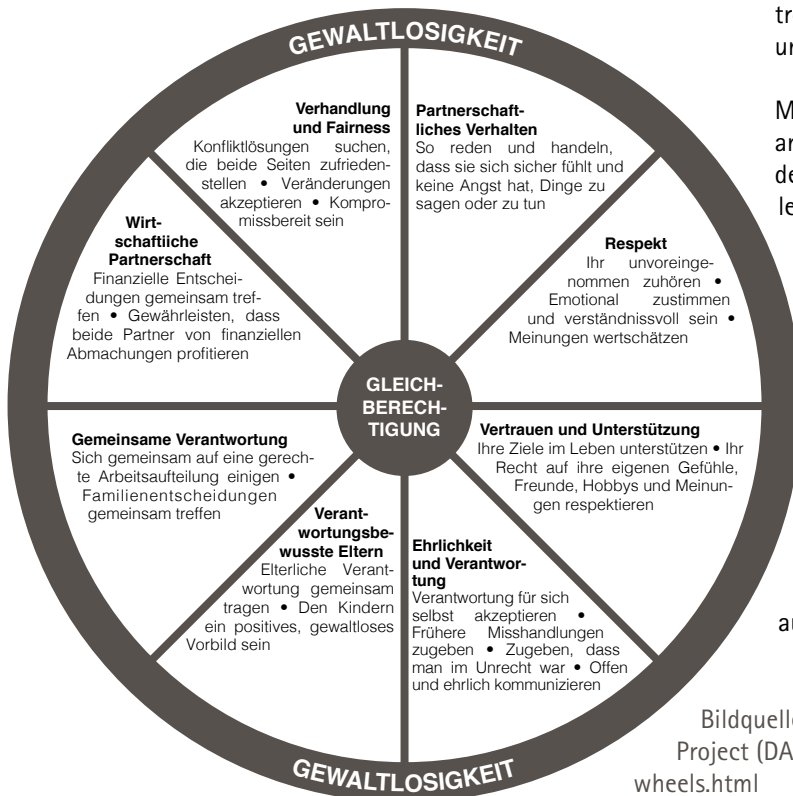 GEWALTLOSIGKEIT
Verhandlung
und Fairness
Konfliktlösungen suchen,
die beide Seiten zufrieden-
stellen • Veränderungen
akzeptieren • Kompro-
missbereit sein
Partnerschaft-
liches Verhalten
So reden und handeln,
dass sie sich sicher fühlt und
keine Angst hat, Dinge zu
sagen oder zu tun
Wirt-
schaftiiche
Partnerschaft
Finanzielle Entschei-
dungen gemeinsam tref-
fen • Gewährleisten, dass
beide Partner von finanziellen
Abmachungen profitieren
Respekt
Ihr unvoreinge-
nommen zuhören •
Emotional zustimmen
und verständnissvoll sein •
Meinungen wertschätzen
GLEICH-
BERECH-
TIGUNG
Gemeinsame Verantwortung
Sich gemeinsam auf eine gerech-
te Arbeitsaufteilung einigen •
Familienentscheidungen
gemeinsam treffen
Vertrauen und Unterstützung
Ihre Ziele im Leben unterstützen • Ihr
Recht auf ihre eigenen Gefühle,
Freunde, Hobbys und Meinun-
gen respektieren
Verant-
wortungsbe-
wusste Eltern
Elterliche Verant-
wortung gemeinsam
tragen • Den Kindern
ein positives, gewaltloses
Vorbild sein
Ehrlichkeit
und Verantwor-
tung
Verantwortung für sich
selbst akzeptieren •
Frühere Misshandlungen
zugeben • Zugeben, dass
man im Unrecht war • Offen
und ehrlich kommunizieren
GEWALTLOSIGKEIT
Bildquelle
Project (DA
wheels.html